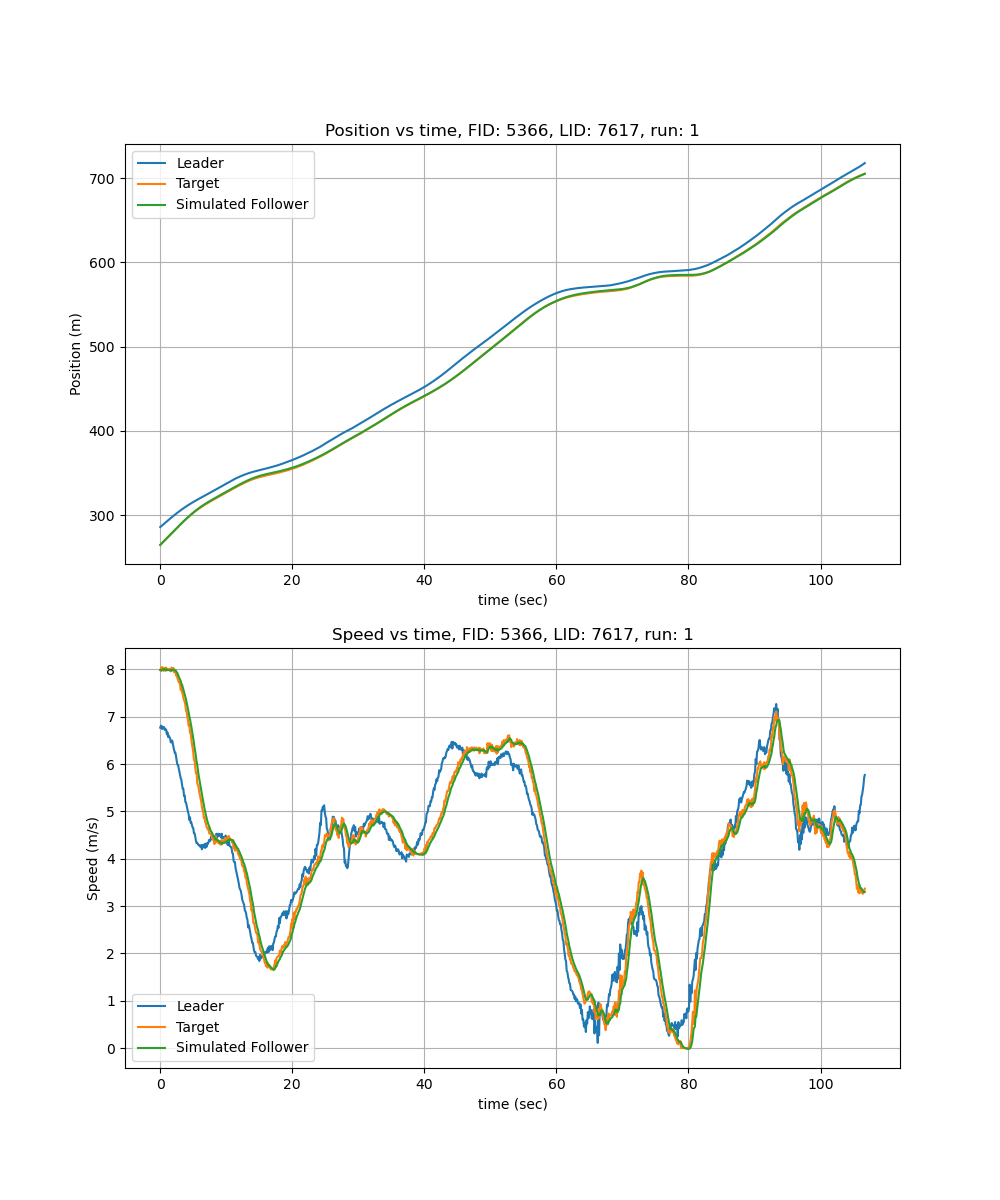 Position vs time, FID: 5366, LID: 7617, run: 1
Leader
Target
Simulated Follower
700
600
500
400
300
Position (m)
0 20 40 60 80 100
time (sec)
Speed vs time, FID: 5366, LID: 7617, run: 1
8
7
6
5
4
3
2
1
0
Speed (m/s)
Leader
Target
Simulated Follower
0 20 40 60 80 100
time (sec)